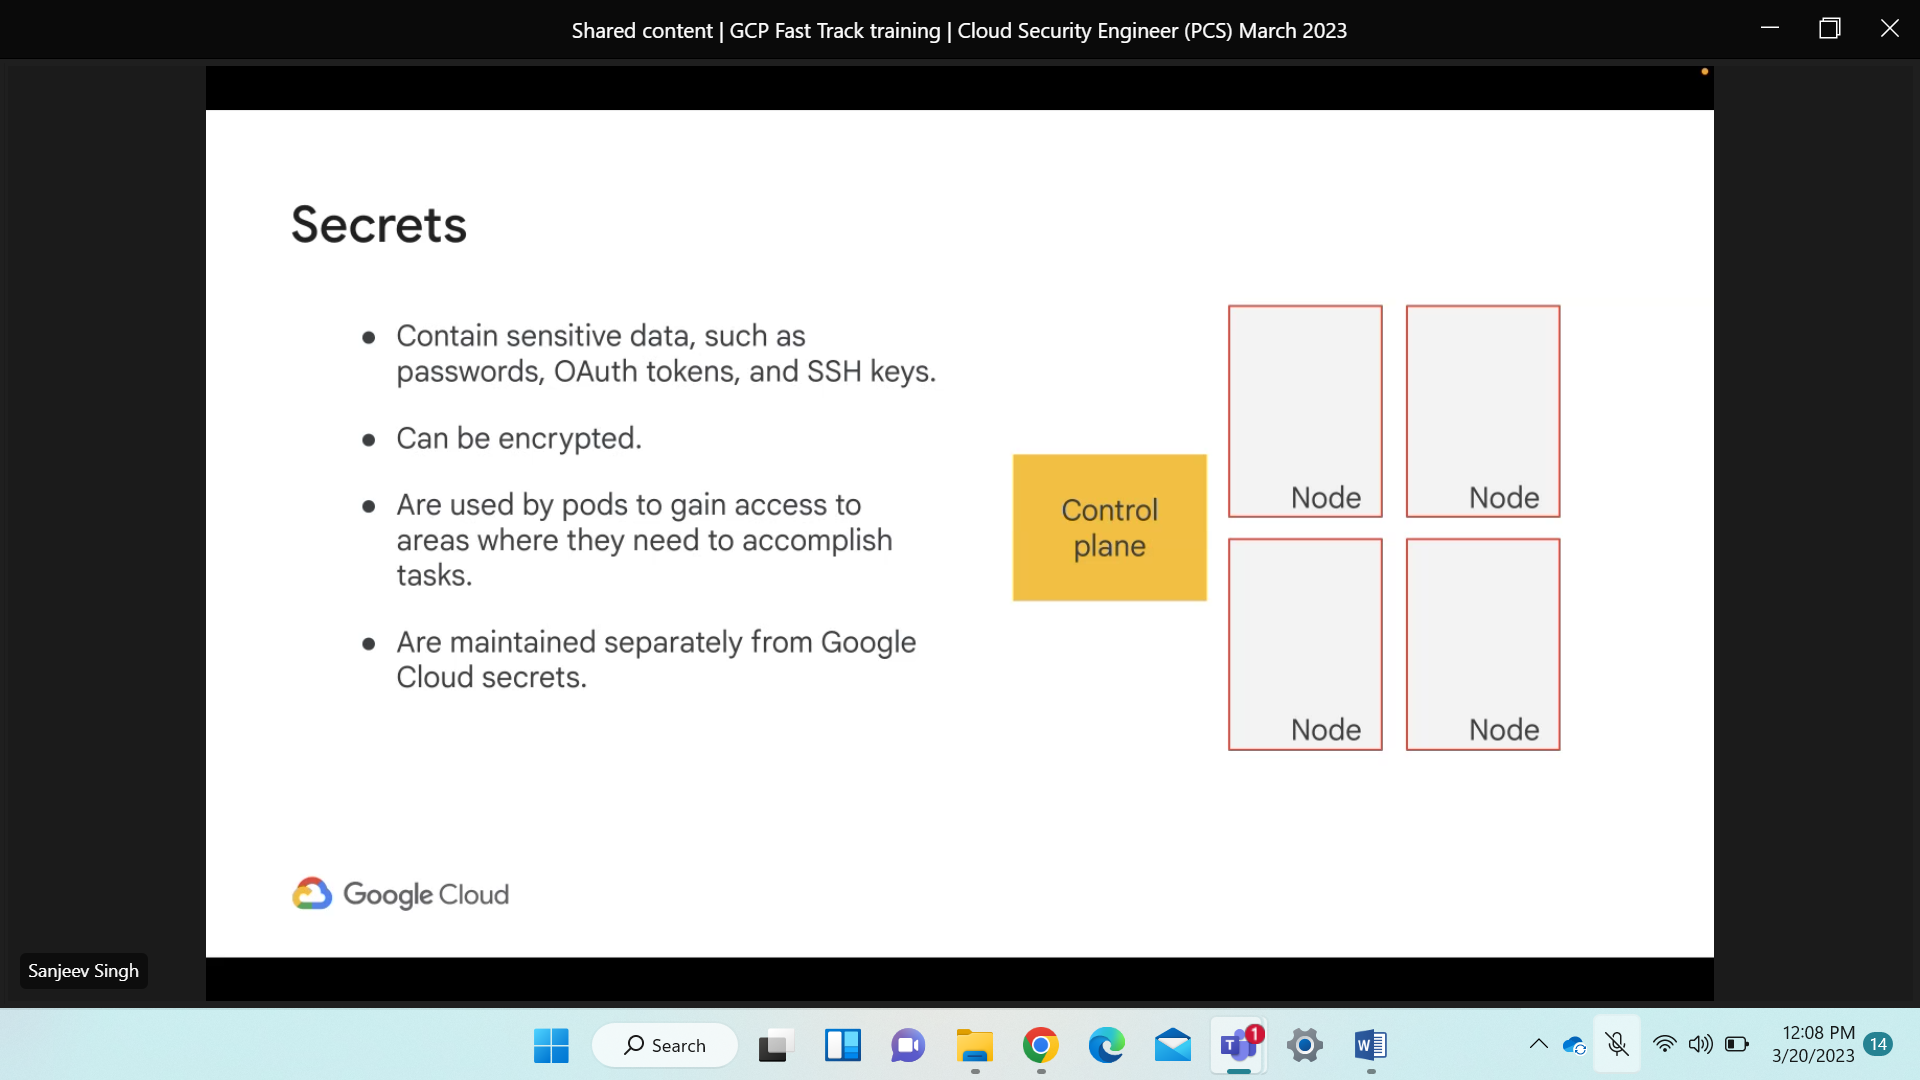 Shared content | GCP Fast Track training | Cloud Security Engineer (PCS) March 2023
Secrets
● Contain sensitive data, such as
passwords, OAuth tokens, and SSH keys.
● Can be encrypted.
● Are used by pods to gain access to
areas where they need to accomplish
tasks.
● Are maintained separately from Google
Cloud secrets.
Control
plane
Node
Node
Node
Node
Google Cloud
Sanjeev Singh
Search
T
1
W
12:08 PM
3/20/2023
14